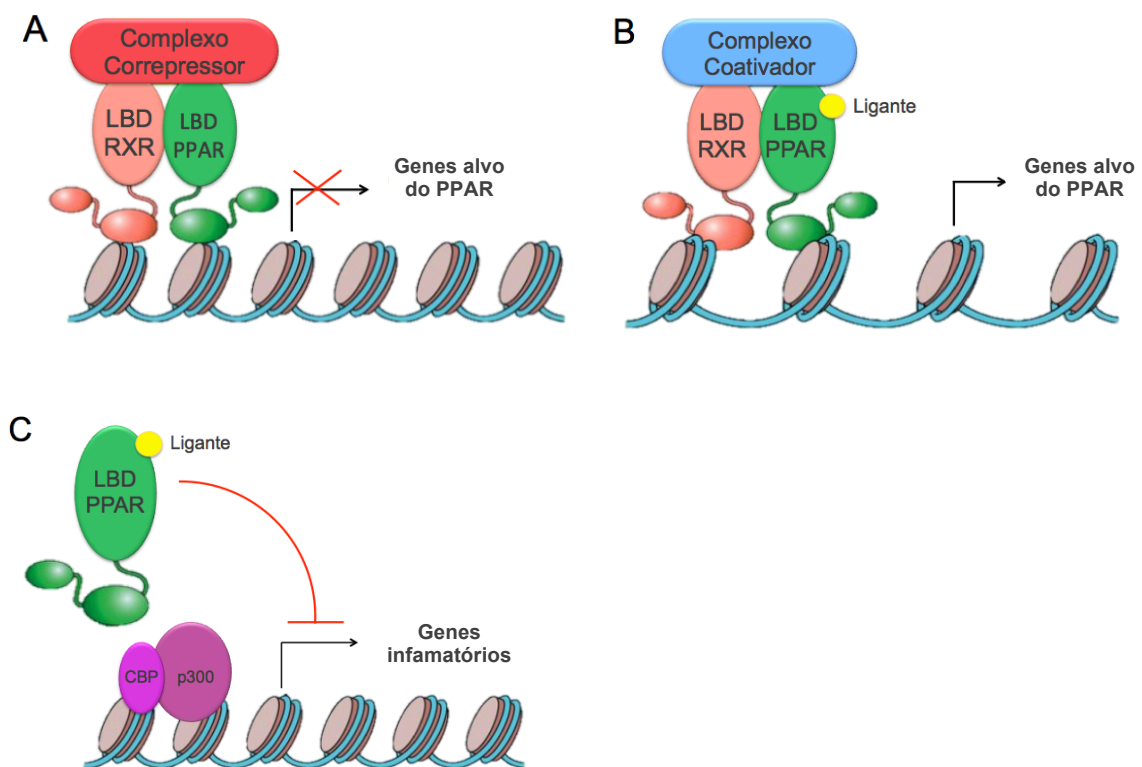 A
Complexo
Correpressor
LBD
RXR
LBD
PPAR
Genes alvo
do PPAR
B
Complexo
Coativador
LBD
RXR
LBD
PPAR
Ligante
Genes alvo
do PPAR
C
Ligante
LBD
PPAR
CBP
p300
Genes
infamatórios